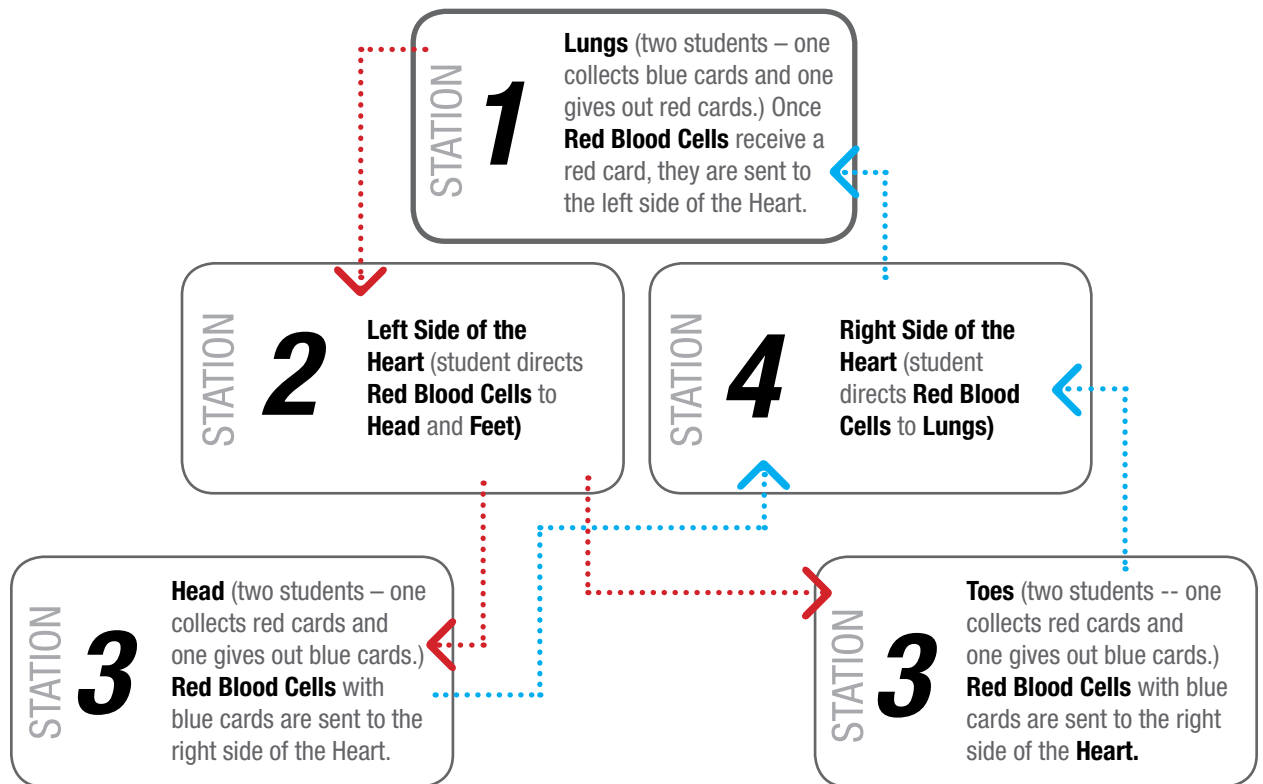 STATION
1
Lungs (two students – one
collects blue cards and one
gives out red cards.) Once
Red Blood Cells receive a
red card, they are sent to
the left side of the Heart.
STATION
2
Left Side of the
Heart (student directs
Red Blood Cells to
Head and Feet)
STATION
4
Right Side of the
Heart (student
directs Red Blood
Cells to Lungs)
STATION
3
Head (two students – one
collects red cards and
one gives out blue cards.)
Red Blood Cells with
blue cards are sent to the
right side of the Heart.
STATION
3
Toes (two students -- one
collects red cards and
one gives out blue cards.)
Red Blood Cells with blue
cards are sent to the right
side of the Heart.